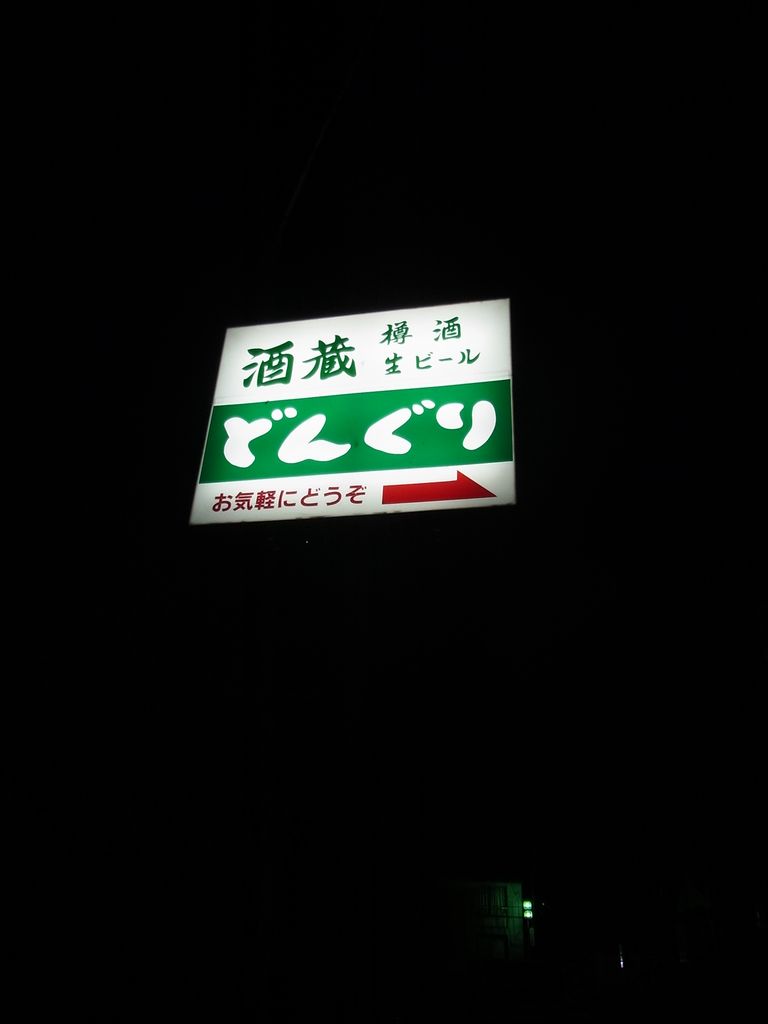 酒蔵
樽酒
生ビール
どんぐり
お気軽にどうぞ